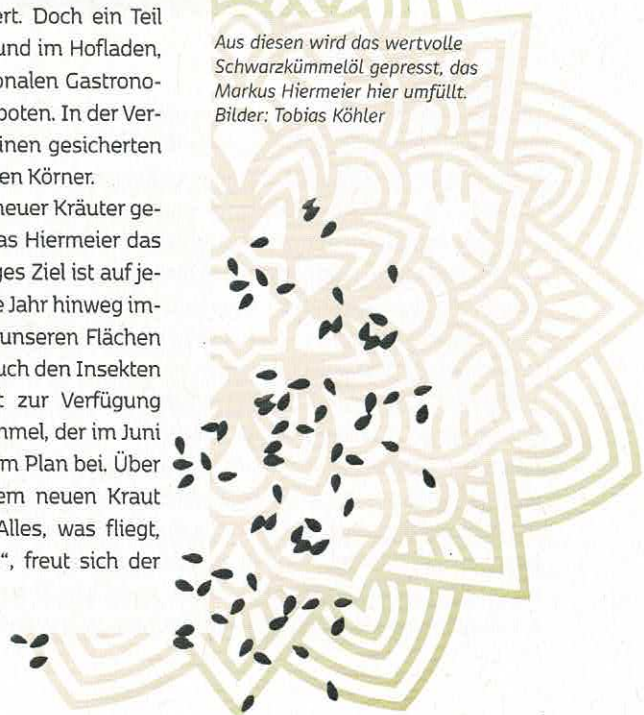 ert. Doch ein Teil
und im Hofladen,
onalen Gastrono-
boten. In der Ver-
inen gesicherten
en Körner.
neuer Kräuter ge-
as Hiermeier das
ges Ziel ist auf je-
e Jahr hinweg im-
unseren Flächen
uch den Insekten
t zur Verfügung
nmel, der im Juni
m Plan bei. Über
em neuen Kraut
Alles, was fliegt,
“, freut sich der
Aus diesen wird das wertvolle
Schwarzkümmelöl gepresst, das
Markus Hiermeier hier umfüllt.
Bilder: Tobias Köhler